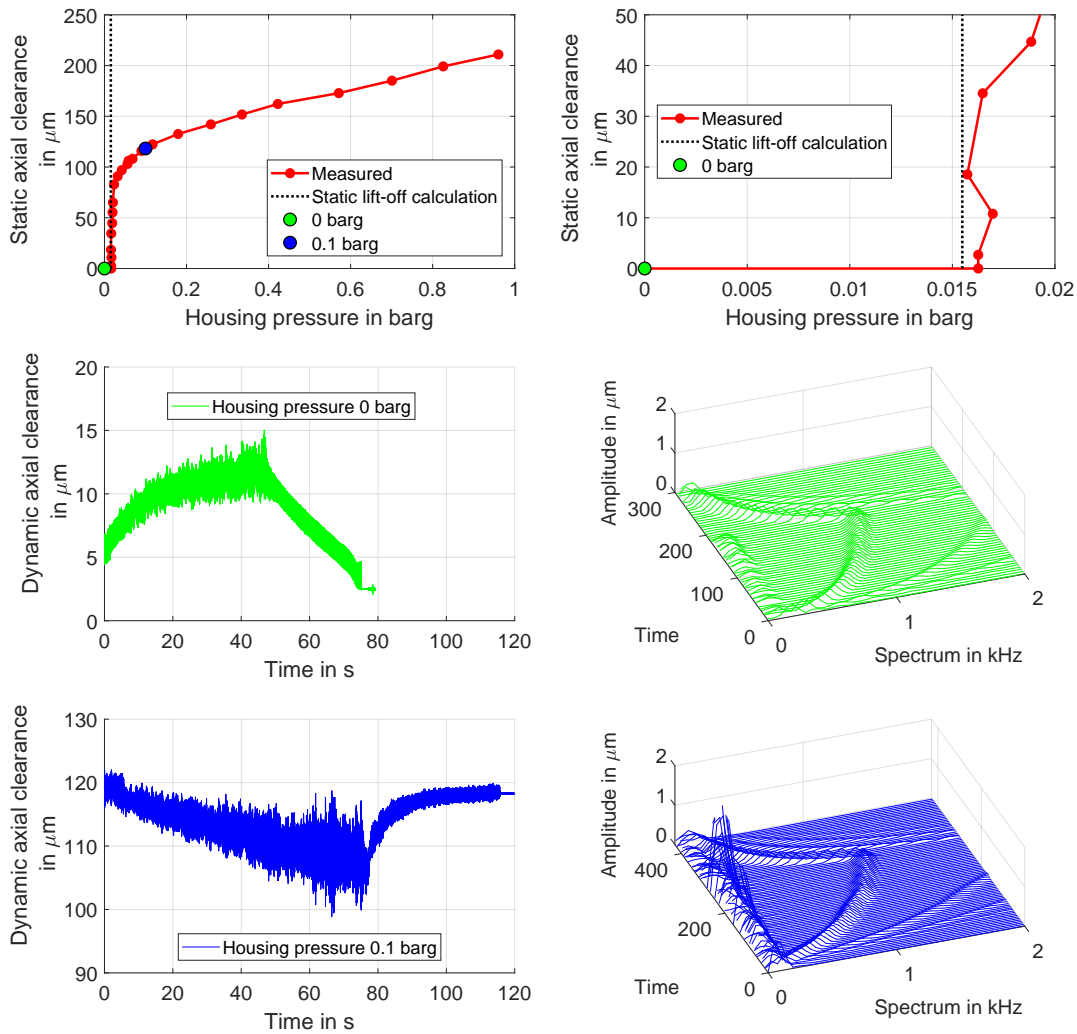 250
200
150
100
50
0
Static axial clearance
in μm
Measured
Static lift-off calculation
0 barg
0.1 barg
0 0.2 0.4 0.6 0.8 1
Housing pressure in barg
50
40
30
20
10
0
Static axial clearance
in μm
Measured
Static lift-off calculation
0 barg
0 0.005 0.01 0.015 0.02
Housing pressure in barg
20
15
10
5
0
Dynamic axial clearance
in μm
Housing pressure 0 barg
0 20 40 60 80 100 120
Time in s
2
1
0
Amplitude in μm
300
200
100
0
Time
0
1
2
Spectrum in kHz
130
120
110
100
90
Dynamic axial clearance
in μm
Housing pressure 0.1 barg
0 20 40 60 80 100 120
Time in s
2
1
0
Amplitude in μm
400
200
0
Time
0
1
2
Spectrum in kHz